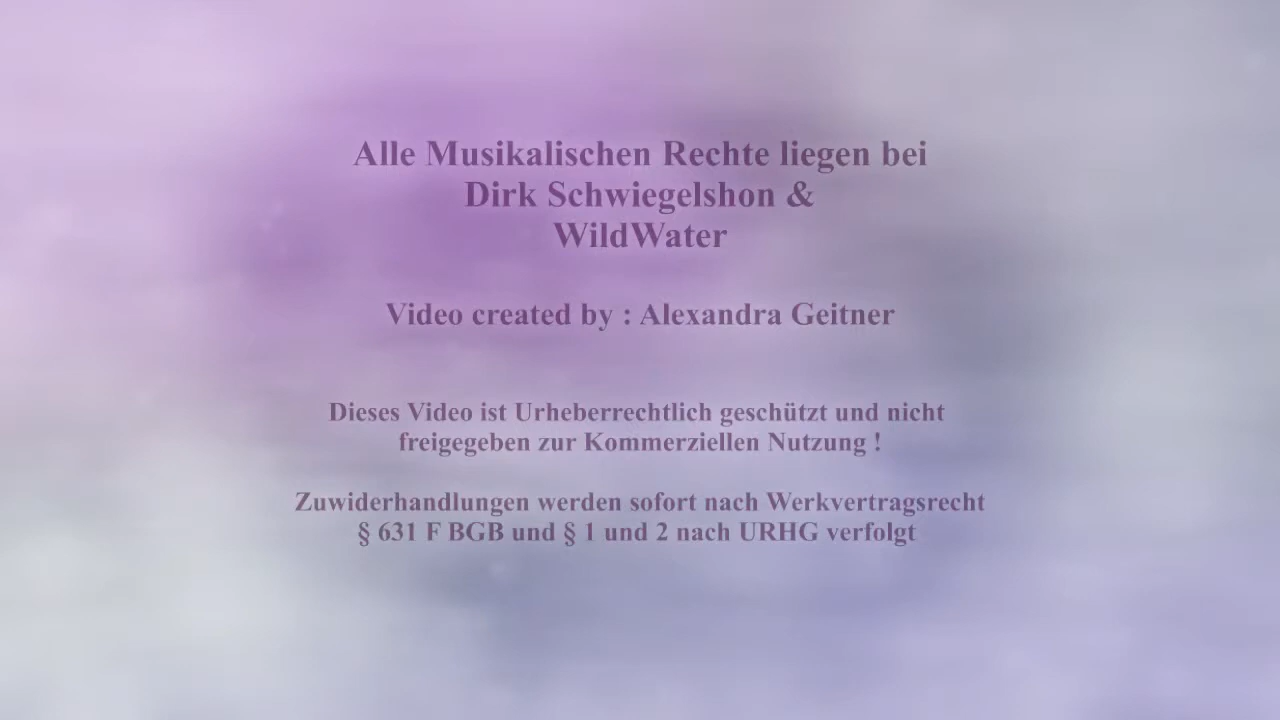 Alle Musikalischen Rechte liegen bei
Dirk Schwiegelshon &
WildWater
Video created by : Alexandra Geitner
Dieses Video ist Urheberrechtlich geschützt und nicht
freigegeben zur Kommerziellen Nutzung !
Zuwiderhandlungen werden sofort nach Werkvertragsrecht
§ 631 F BGB und § 1 und 2 nach URHG verfolgt